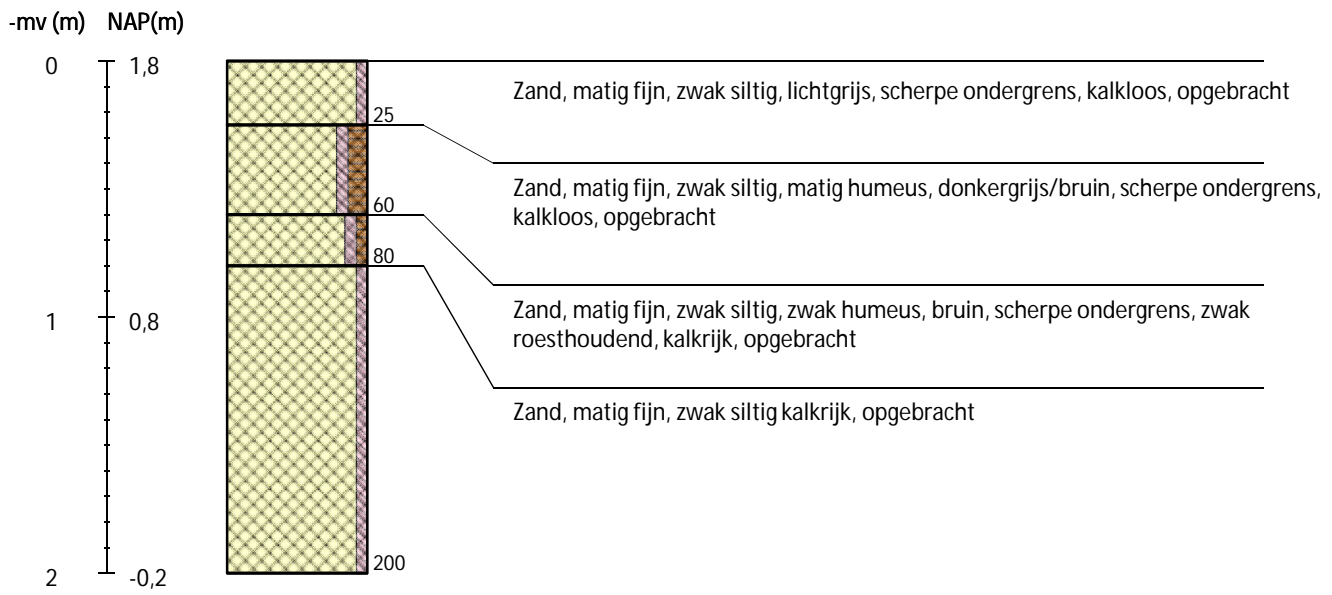 -mv (m) NAP(m)
0 1,8
Zand, matig fijn, zwak siltig, lichtgrijs, scherpe ondergrens, kalkloos, opgebracht
25
Zand, matig fijn, zwak siltig, matig humeus, donkergrijs/bruin, scherpe ondergrens,
kalkloos, opgebracht
60
80
1 0,8
Zand, matig fijn, zwak siltig, zwak humeus, bruin, scherpe ondergrens, zwak
roesthoudend, kalkrijk, opgebracht
Zand, matig fijn, zwak siltig kalkrijk, opgebracht
200
2 -0,2